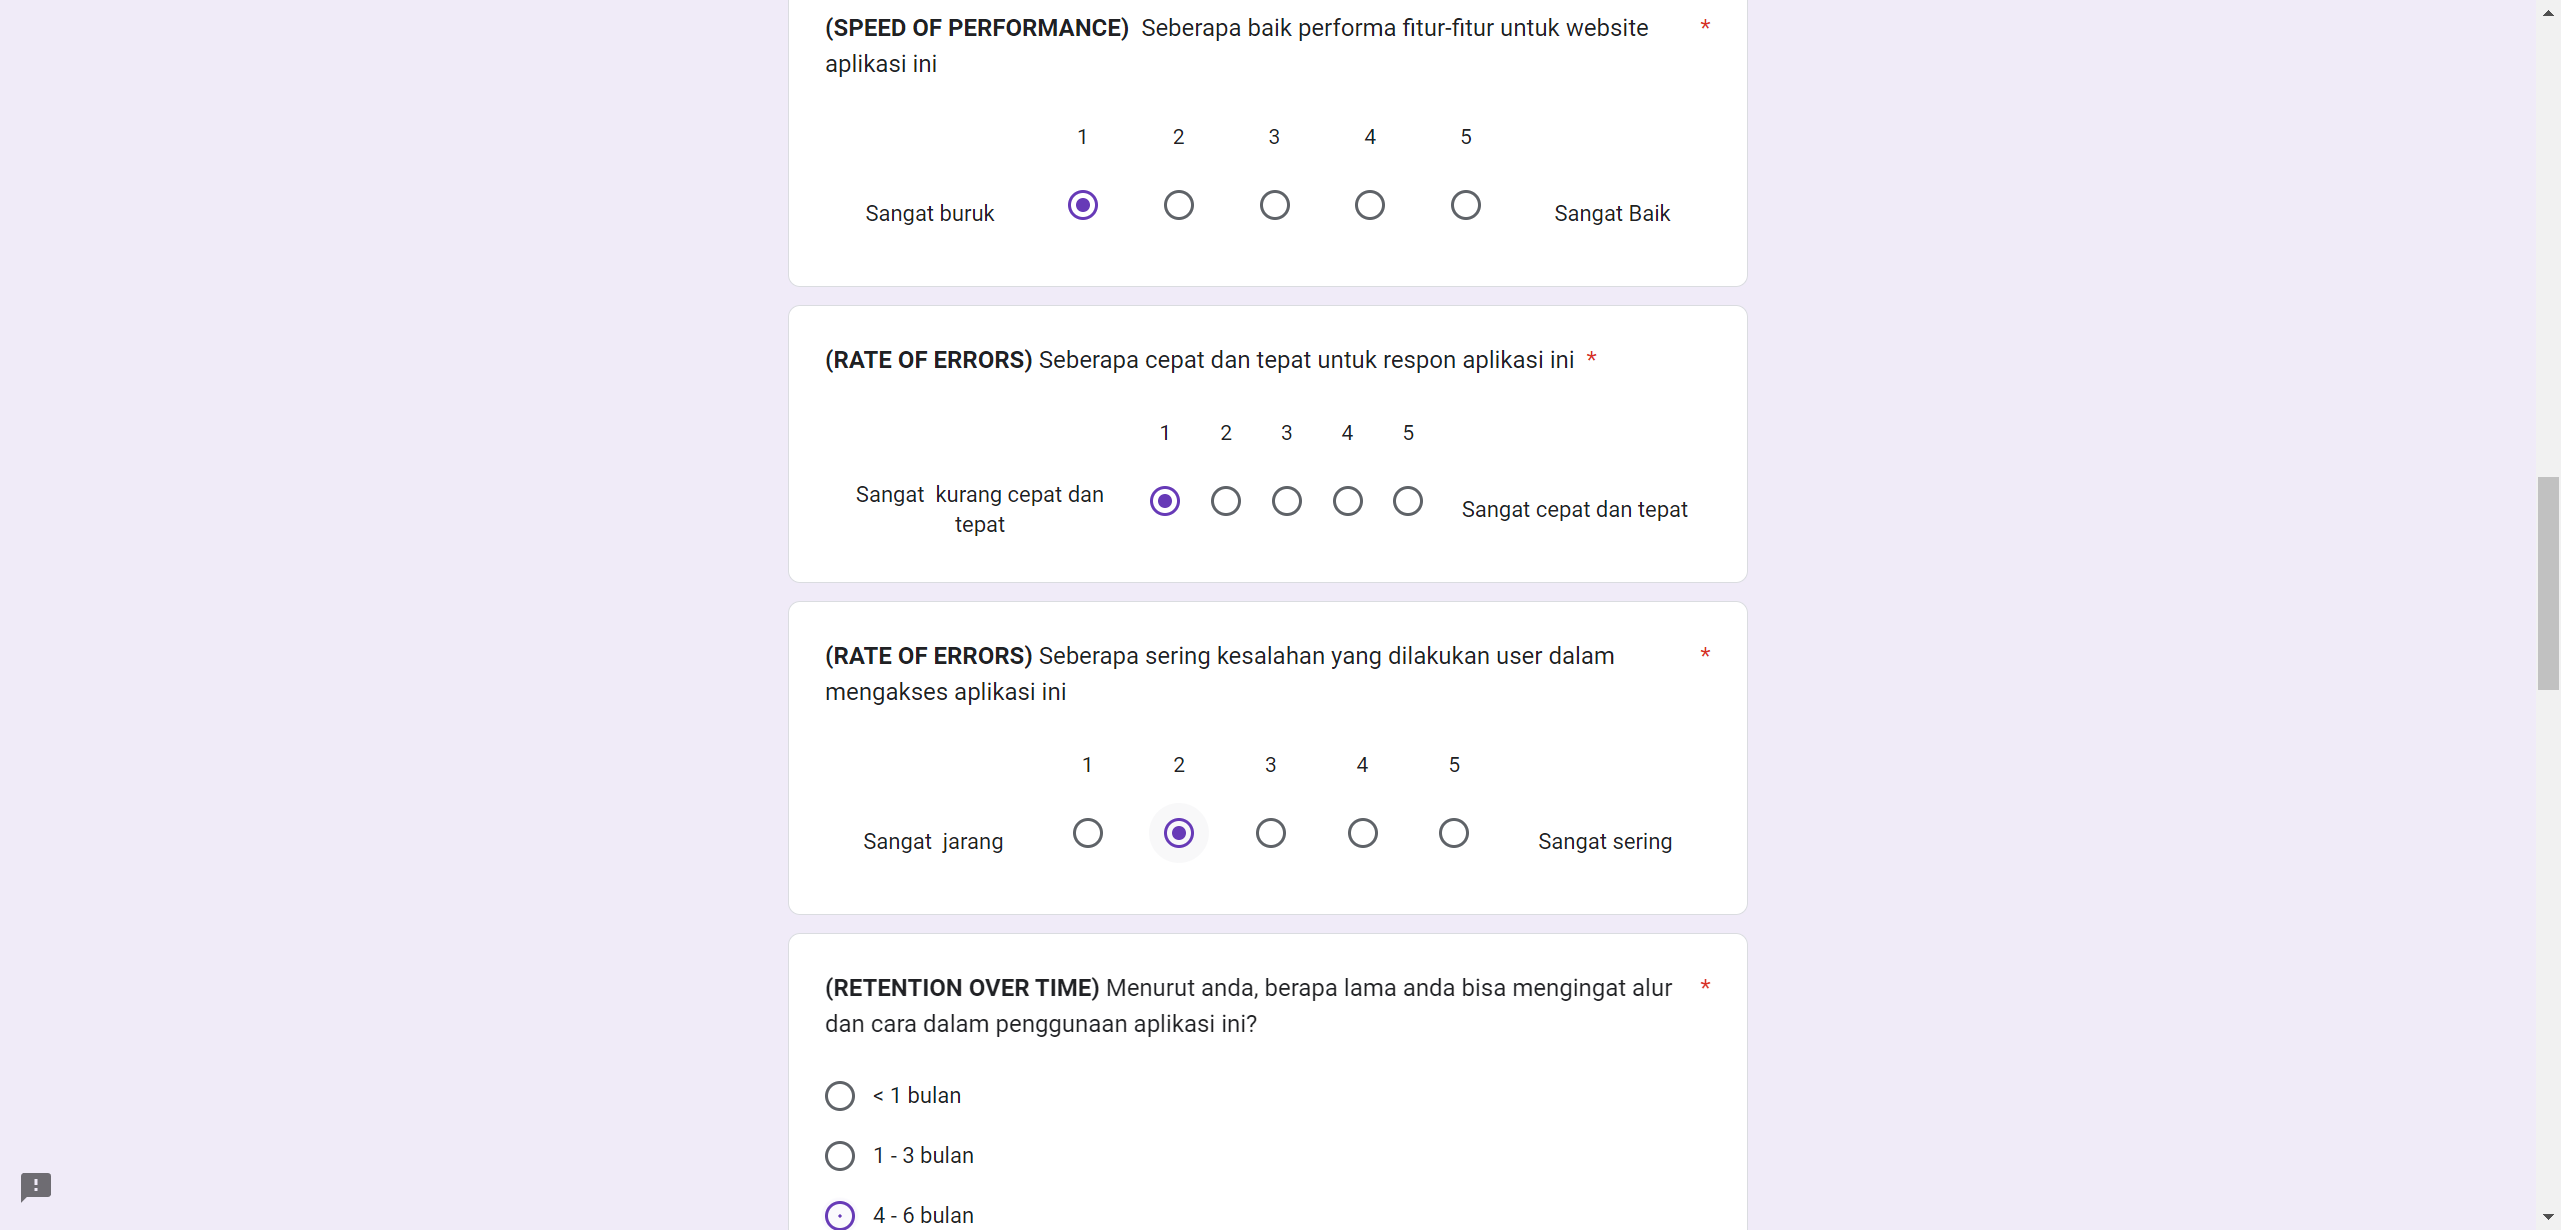 (SPEED OF PERFORMANCE)  Seberapa baik performa fitur-fitur untuk website *
aplikasi ini
1 2 3 4 5
Sangat buruk Sangat Baik
(RATE OF ERRORS) Seberapa cepat dan tepat untuk respon aplikasi ini *
1 2 3 4 5
Sangat  kurang cepat dan
tepat
Sangat cepat dan tepat
(RATE OF ERRORS) Seberapa sering kesalahan yang dilakukan user dalam *
mengakses aplikasi ini
1 2 3 4 5
Sangat  jarang Sangat sering
(RETENTION OVER TIME) Menurut anda, berapa lama anda bisa mengingat alur *
dan cara dalam penggunaan aplikasi ini?
< 1 bulan
1 - 3 bulan
4 - 6 bulan